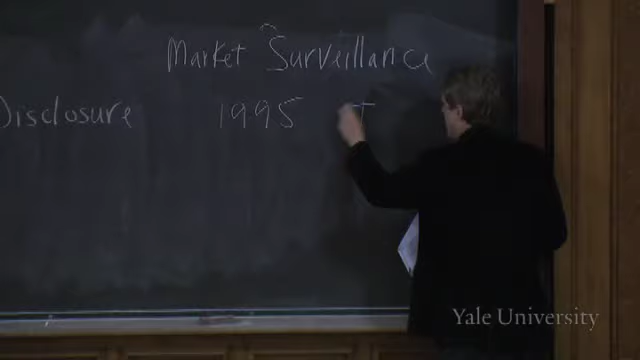 Market Surveillance
Disclosure 1995
Yale University